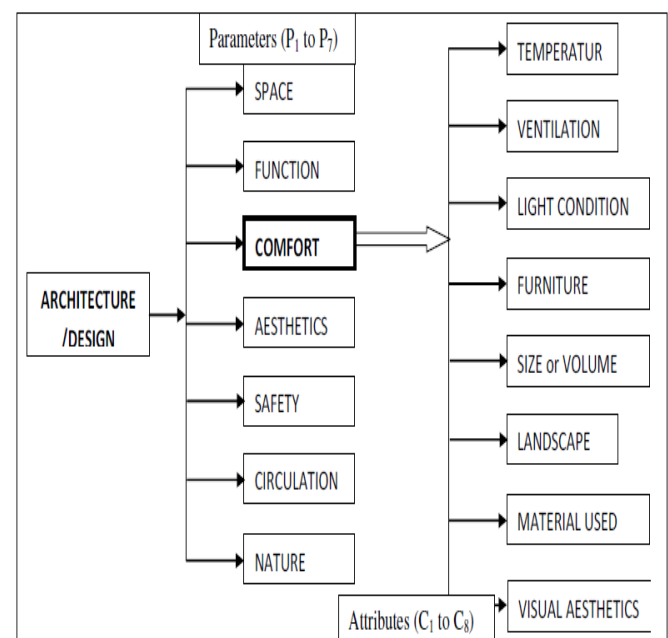 Parameters (P₁ to P₇)
SPACE
FUNCTION
COMFORT
AESTHETICS
SAFETY
CIRCULATION
NATURE
ARCHITECTURE
/DESIGN
TEMPERATUR
VENTILATION
LIGHT CONDITION
FURNITURE
SIZE or VOLUME
LANDSCAPE
MATERIAL USED
VISUAL AESTHETICS
Attributes (C₁ to C₈)